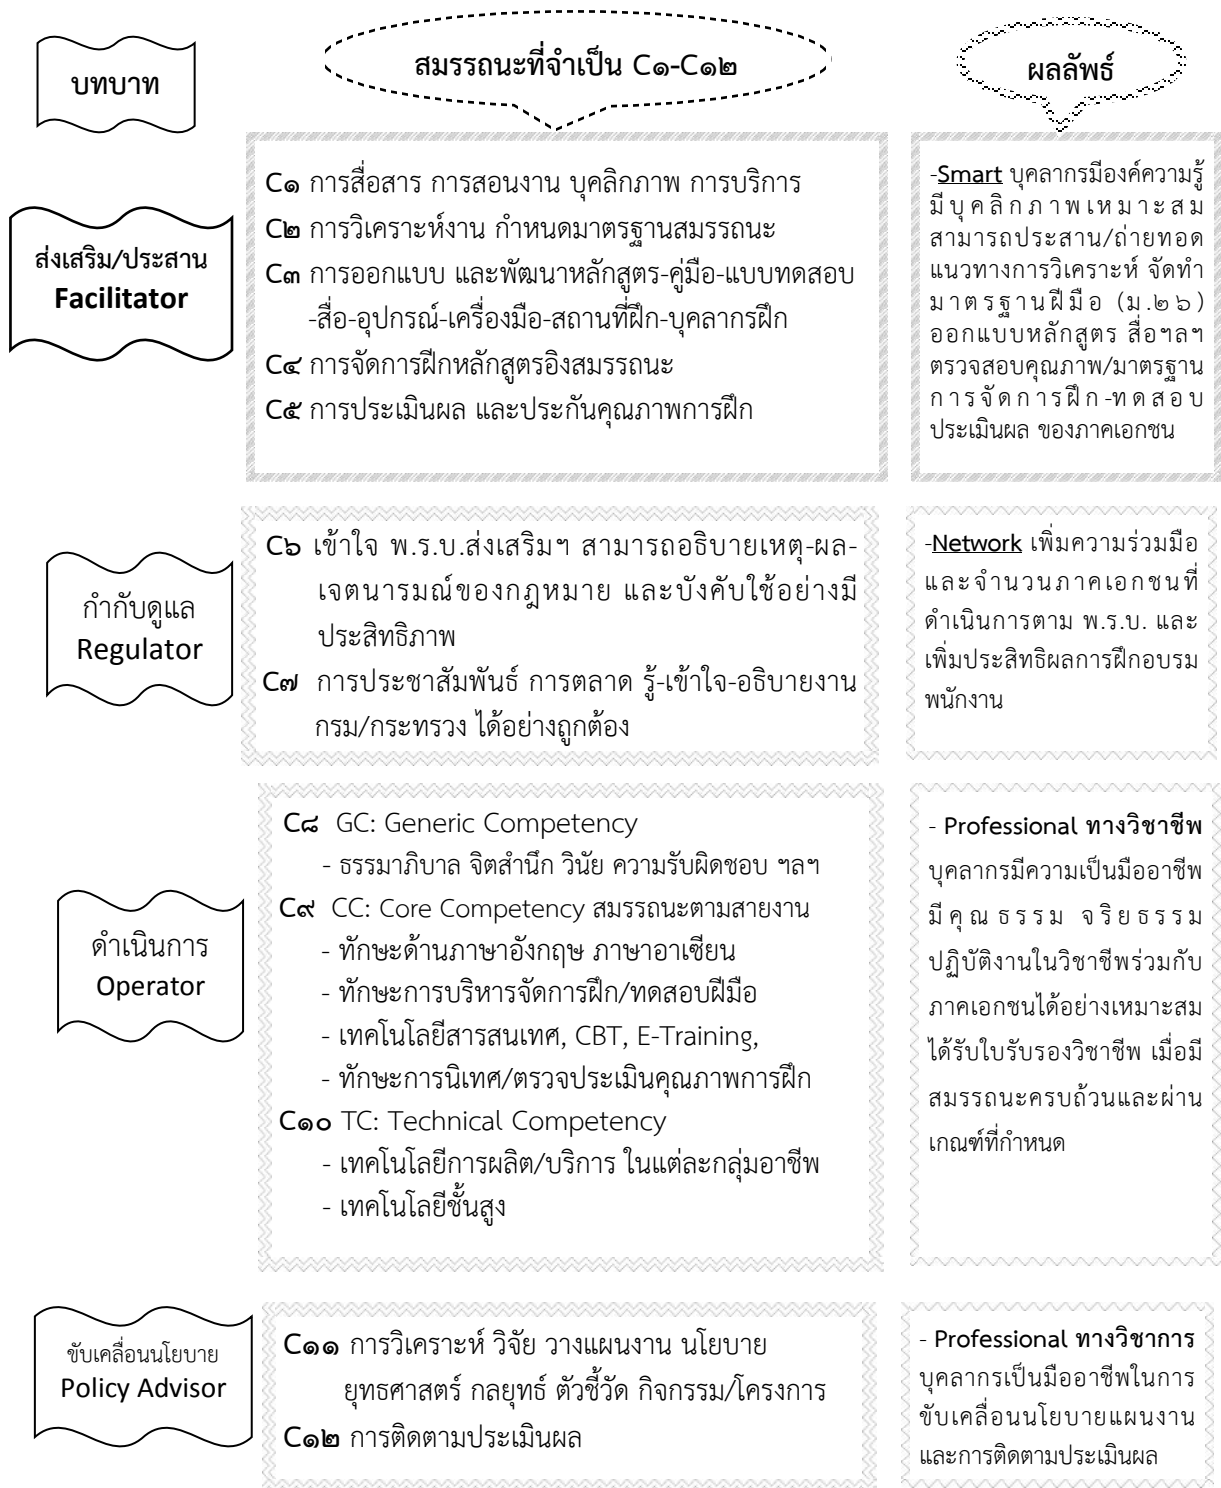 บทบาท
สมรรถนะที่จำเป็น C๑-C๑๒
ผลลัพธ์
ส่งเสริม/ประสาน
Facilitator
C๑ การสื่อสาร การสอนงาน บุคลิกภาพ การบริการ
C๒ การวิเคราะห์งาน กำหนดมาตรฐานสมรรถนะ
C๓ การออกแบบ และพัฒนาหลักสูตร-คู่มือ-แบบทดสอบ
-สื่อ-อุปกรณ์-เครื่องมือ-สถานที่ฝึก-บุคลากรฝึก
C๔ การจัดการฝึกหลักสูตรอิงสมรรถนะ
C๕ การประเมินผล และประกันคุณภาพการฝึก
-Smart บุคลากรมีองค์ความรู้
มีบุคลิกภาพเหมาะสม
สามารถประสาน/ถ่ายทอด
แนวทางการวิเคราะห์ จัดทำ
มาตรฐานฝีมือ (ม.๒๖)
ออกแบบหลักสูตร สื่อฯลฯ
ตรวจสอบคุณภาพ/มาตรฐาน
การจัดการฝึก-ทดสอบ
ประเมินผล ของภาคเอกชน
กำกับดูแล
Regulator
C๖ เข้าใจ พ.ร.บ.ส่งเสริมฯ สามารถอธิบายเหตุ-ผล-
เจตนารมณ์ของกฎหมาย และบังคับใช้อย่างมี
ประสิทธิภาพ
C๗ การประชาสัมพันธ์ การตลาด รู้-เข้าใจ-อธิบายงาน
กรม/กระทรวง ได้อย่างถูกต้อง
-Network เพิ่มความร่วมมือ
และจำนวนภาคเอกชนที่
ดำเนินการตาม พ.ร.บ. และ
เพิ่มประสิทธิผลการฝึกอบรม
พนักงาน
ดำเนินการ
Operator
C๘ GC: Generic Competency
- ธรรมาภิบาล จิตสำนึก วินัย ความรับผิดชอบ ฯลฯ
C๙ CC: Core Competency สมรรถนะตามสายงาน
- ทักษะด้านภาษาอังกฤษ ภาษาอาเซียน
- ทักษะการบริหารจัดการฝึก/ทดสอบฝีมือ
- เทคโนโลยีสารสนเทศ, CBT, E-Training,
- ทักษะการนิเทศ/ตรวจประเมินคุณภาพการฝึก
C๑๐ TC: Technical Competency
- เทคโนโลยีการผลิต/บริการ ในแต่ละกลุ่มอาชีพ
- เทคโนโลยีชั้นสูง
- Professional ทางวิชาชีพ
บุคลากรมีความเป็นมืออาชีพ
มีคุณธรรม จริยธรรม
ปฏิบัติงานในวิชาชีพร่วมกับ
ภาคเอกชนได้อย่างเหมาะสม
ได้รับใบรับรองวิชาชีพ เมื่อมี
สมรรถนะครบถ้วนและผ่าน
เกณฑ์ที่กำหนด
ขับเคลื่อนนโยบาย
Policy Advisor
C๑๑ การวิเคราะห์ วิจัย วางแผนงาน นโยบาย
ยุทธศาสตร์ กลยุทธ์ ตัวชี้วัด กิจกรรม/โครงการ
C๑๒ การติดตามประเมินผล
- Professional ทางวิชาการ
บุคลากรเป็นมืออาชีพในการ
ขับเคลื่อนนโยบายแผนงาน
และการติดตามประเมินผล